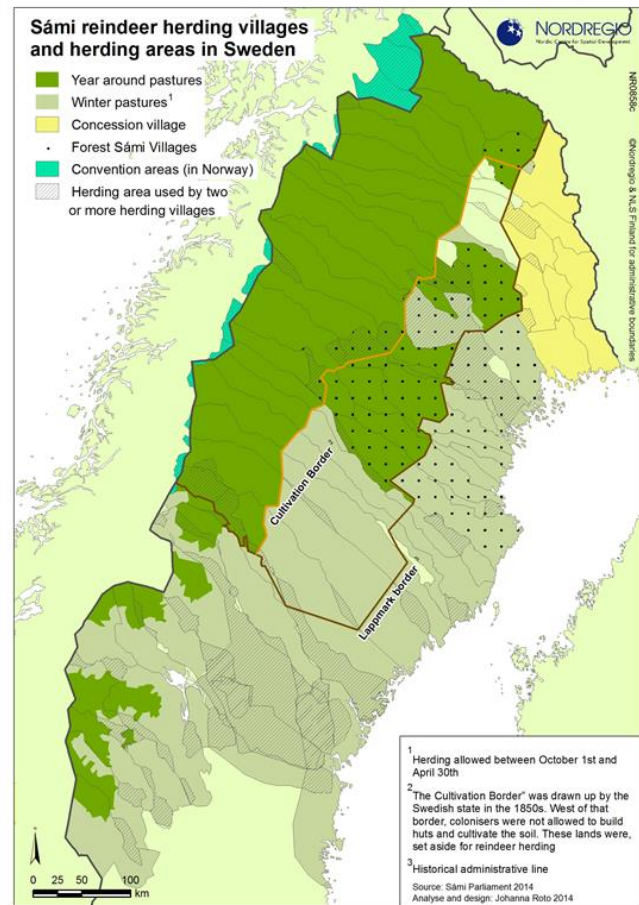 Sámi reindeer herding villages
and herding areas in Sweden
NORDREGIO
Nordic Centre for Spatial Development
Year around pastures
Winter pastures1
Concession village
Forest Sámi Villages
Convention areas (in Norway)
Herding area used by two
or more herding villages
NR0858c
©Nordregio & NLS Finland for administrative boundaries
Cultivation Border 2
Lappmark border 3
0 25 50 100
km
1
Herding allowed between October 1st and
April 30th
2
The Cultivation Border" was drawn up by the
Swedish state in the 1850s. West of that
border, colonisers were not allowed to build
huts and cultivate the soil. These lands were,
set aside for reindeer herding
3
Historical administrative line
Source: Sámi Parliament 2014
Analyse and design: Johanna Roto 2014